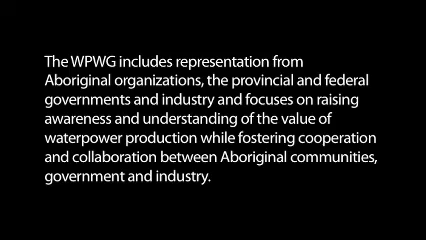 The WPWG includes representation from
Aboriginal organizations, the provincial and federal
governments and industry and focuses on raising
awareness and understanding of the value of
waterpower production while fostering cooperation
and collaboration between Aboriginal communities,
government and industry.